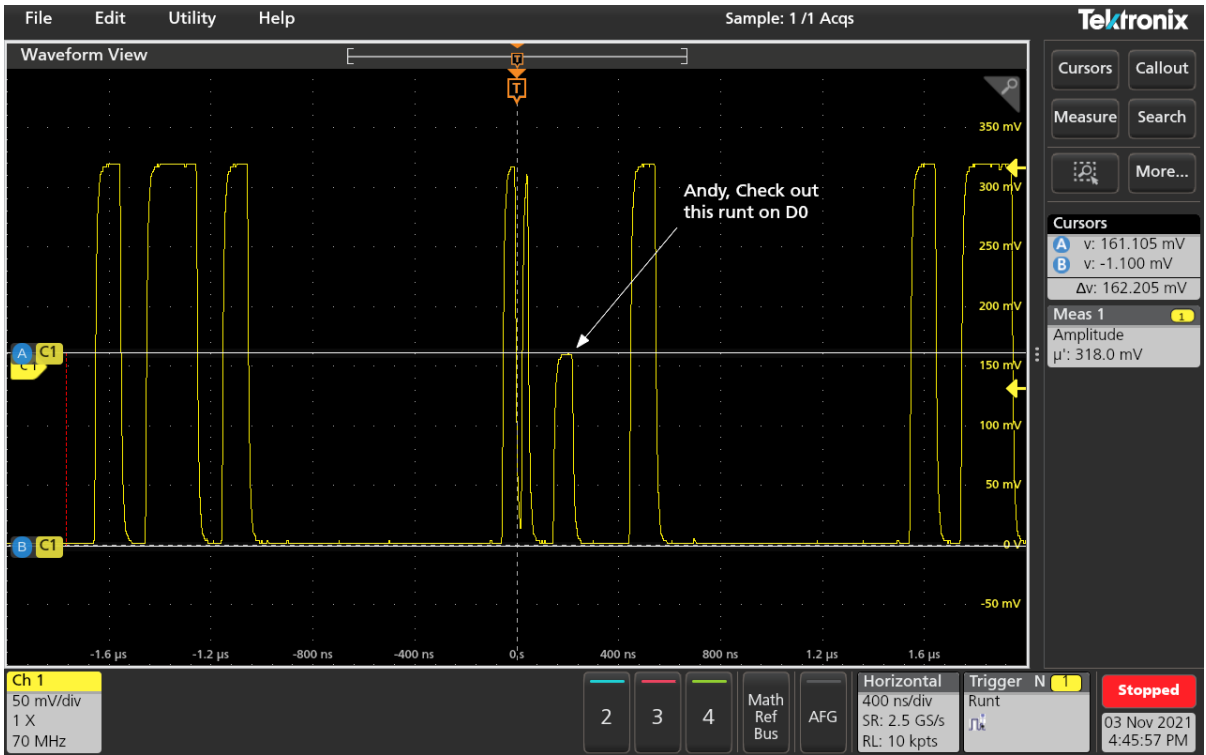 File Edit Utility Help Sample: 1 /1 Acqs Tektronix
Waveform View
T
T
Cursors Callout
Measure Search
More...
350 mV
300 mV
250 mV
200 mV
150 mV
100 mV
50 mV
0 V
-50 mV
Andy, Check out
this runt on D0
A C1
C1
B C1
-1.6 µs -1.2 µs -800 ns -400 ns 0 s 400 ns 800 ns 1.2 µs 1.6 µs
Cursors
A v: 161.105 mV
B v: -1.100 mV
Δv: 162.205 mV
Meas 1 1
Amplitude
µ': 318.0 mV
Ch 1
50 mV/div
1 X
70 MHz
2 3 4
Math
Ref
Bus
AFG
Horizontal
400 ns/div
SR: 2.5 GS/s
RL: 10 kpts
Trigger N 1
Runt
Stopped
03 Nov 2021
4:45:57 PM